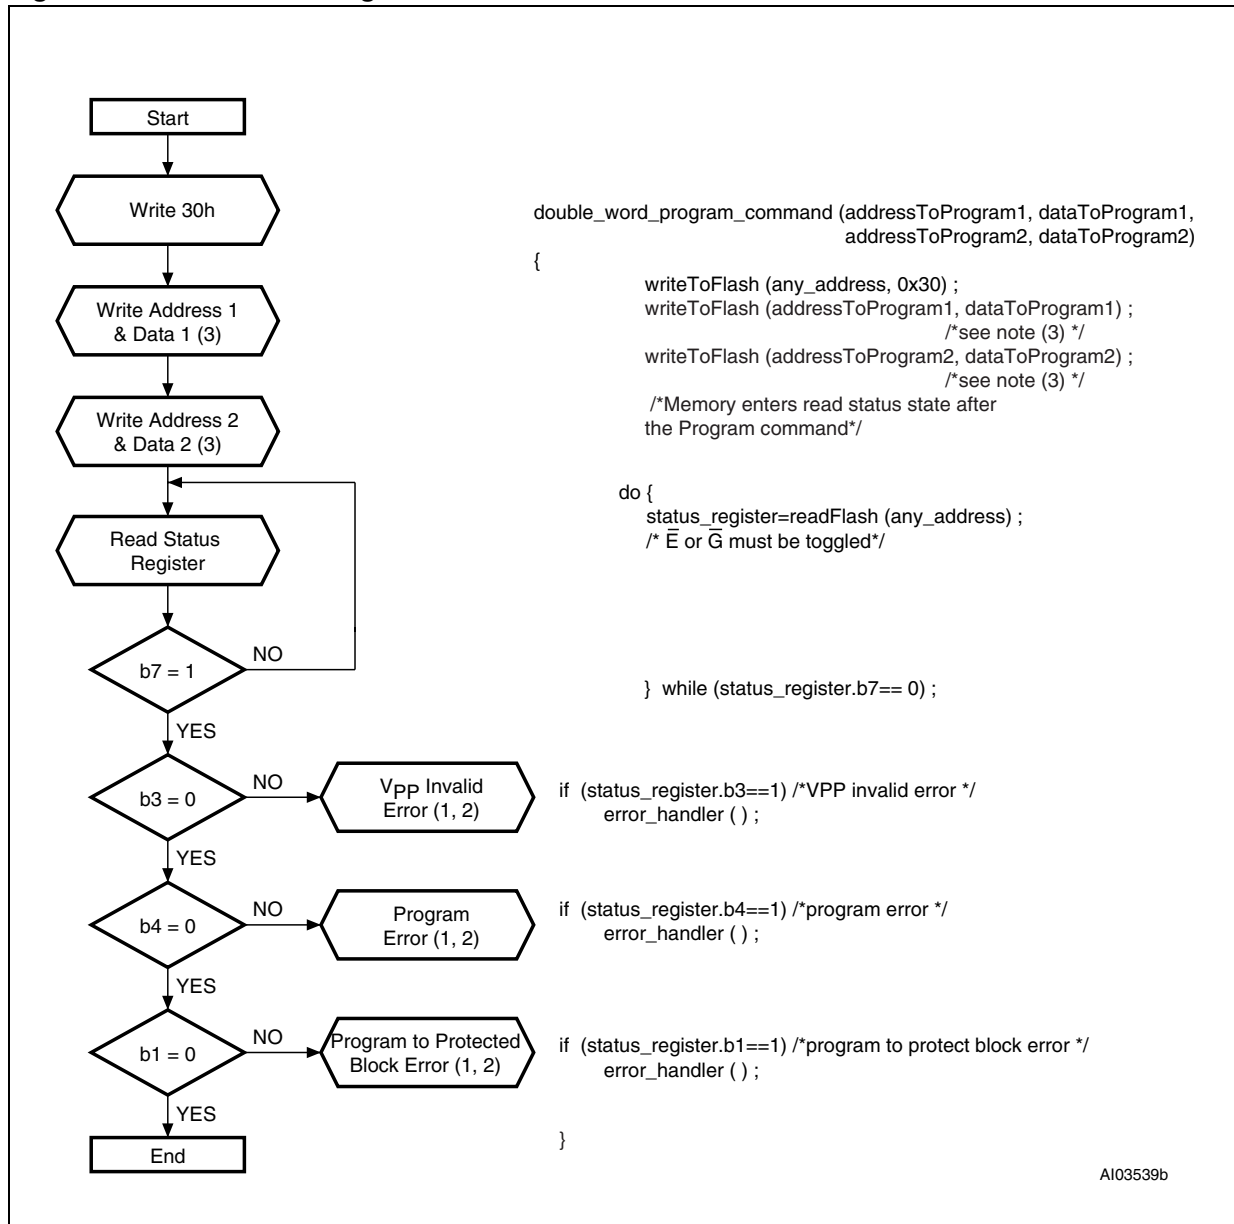 Start
Write 30h
Write Address 1
& Data 1 (3)
Write Address 2
& Data 2 (3)
Read Status
Register
b7 = 1
NO
YES
b3 = 0
NO
VPP Invalid
Error (1, 2)
YES
b4 = 0
NO
Program
Error (1, 2)
YES
b1 = 0
NO
Program to Protected
Block Error (1, 2)
YES
End
double_word_program_command (addressToProgram1, dataToProgram1,
addressToProgram2, dataToProgram2)
{
writeToFlash (any_address, 0x30) ;
writeToFlash (addressToProgram1, dataToProgram1) ;
/*see note (3) */
writeToFlash (addressToProgram2, dataToProgram2) ;
/*see note (3) */
/*Memory enters read status state after
the Program command*/
do {
status_register=readFlash (any_address) ;
/* E̅ or G̅ must be toggled*/
} while (status_register.b7== 0) ;
if (status_register.b3==1) /*VPP invalid error */
error_handler ( ) ;
if (status_register.b4==1) /*program error */
error_handler ( ) ;
if (status_register.b1==1) /*program to protect block error */
error_handler ( ) ;
}
AI03539b